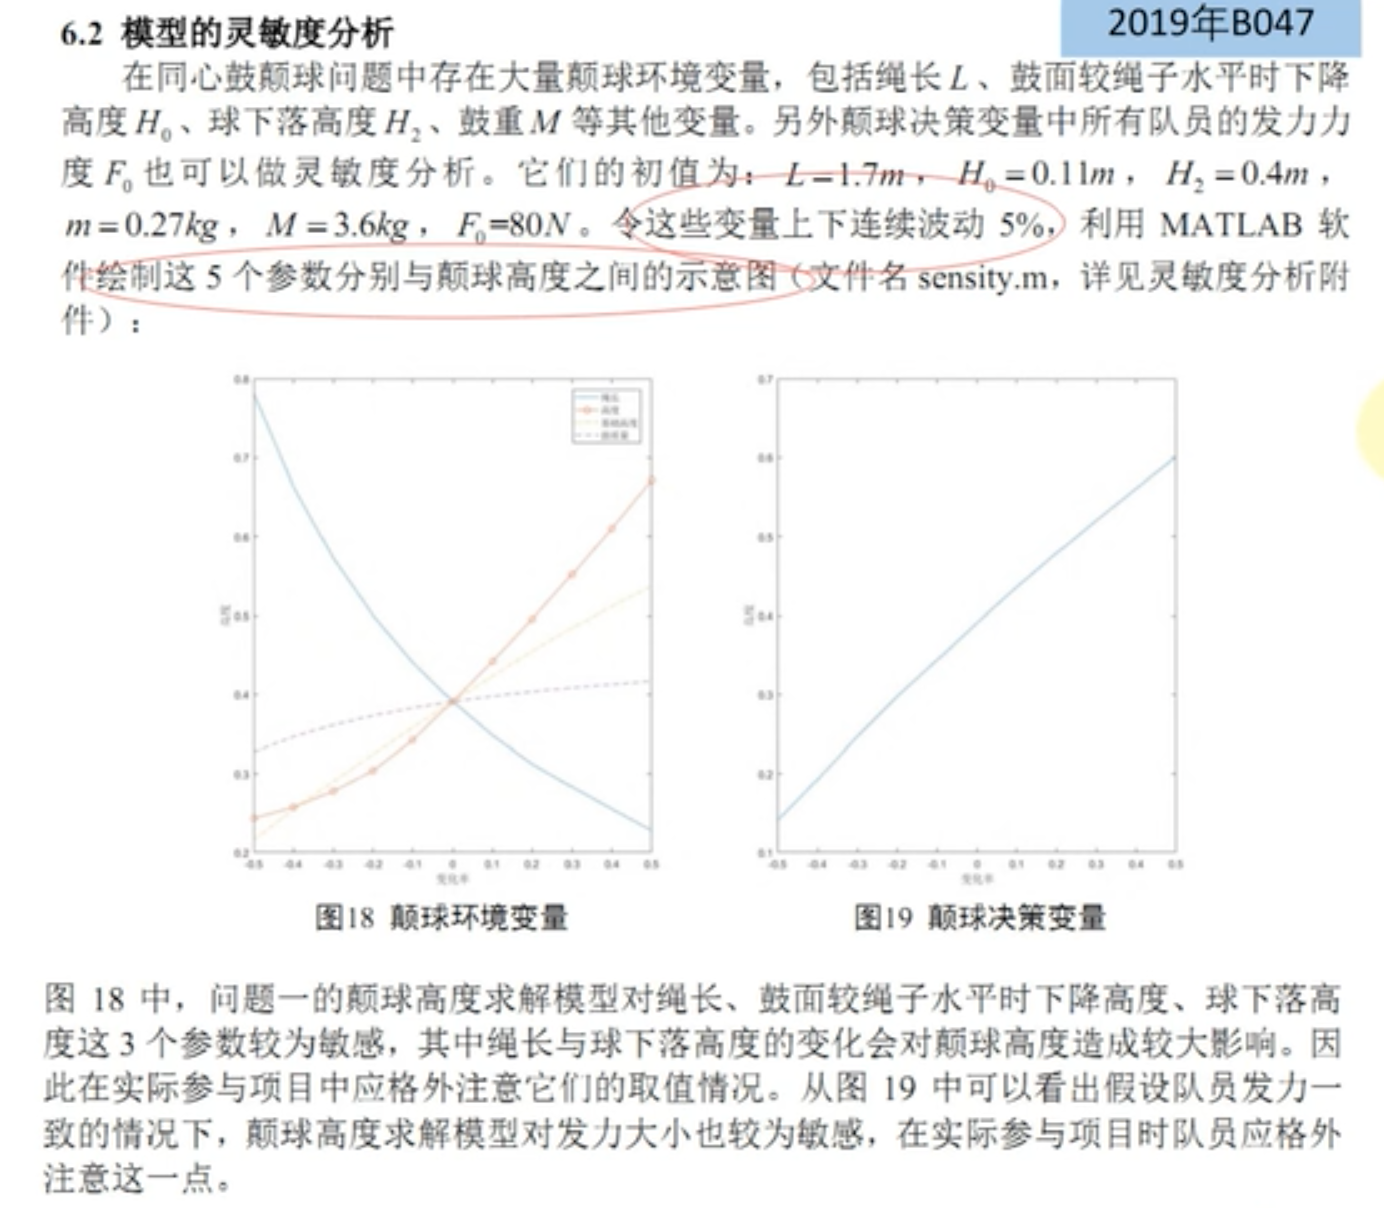 2019年B047
6.2 模型的灵敏度分析
在同心鼓颠球问题中存在大量颠球环境变量，包括绳长 L、鼓面较绳子水平时下降
高度 H₀、球下落高度 H₂、鼓重 M 等其他变量。另外颠球决策变量中所有队员的发力力
度 F₀ 也可以做灵敏度分析。它们的初值为： L=1.7m， H₀=0.11m， H₂=0.4m，
m=0.27kg， M=3.6kg， F₀=80N。令这些变量上下连续波动 5%，利用 MATLAB 软
件绘制这 5 个参数分别与颠球高度之间的示意图（文件名 sensity.m，详见灵敏度分析附
件）：
0.8
0.7
0.6
0.5
0.4
0.3
0.2
-0.5 -0.4 -0.3 -0.2 -0.1 0 0.1 0.2 0.3 0.4 0.5
变化率
图18 颠球环境变量
0.7
0.6
0.5
0.4
0.3
0.2
0.1
-0.5 -0.4 -0.3 -0.2 -0.1 0 0.1 0.2 0.3 0.4 0.5
变化率
图19 颠球决策变量
图 18 中，问题一的颠球高度求解模型对绳长、鼓面较绳子水平时下降高度、球下落高
度这 3 个参数较为敏感，其中绳长与球下落高度的变化会对颠球高度造成较大影响。因
此在实际参与项目中应格外注意它们的取值情况。从图 19 中可以看出假设队员发力一
致的情况下，颠球高度求解模型对发力大小也较为敏感，在实际参与项目时队员应格外
注意这一点。